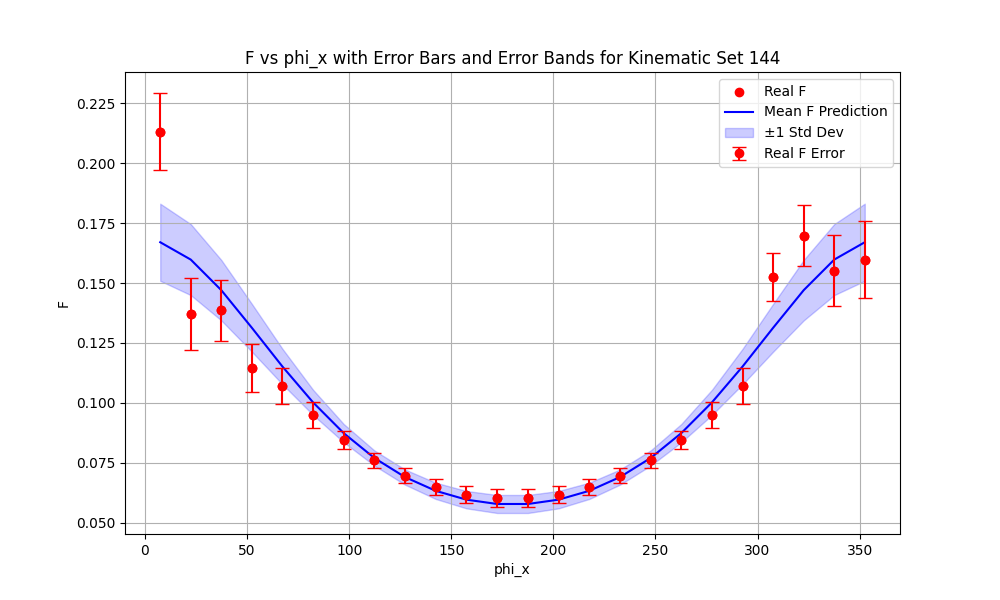 F vs phi_x with Error Bars and Error Bands for Kinematic Set 144
Real F
Mean F Prediction
±1 Std Dev
Real F Error
F
0.225
0.200
0.175
0.150
0.125
0.100
0.075
0.050
0 50 100 150 200 250 300 350
phi_x